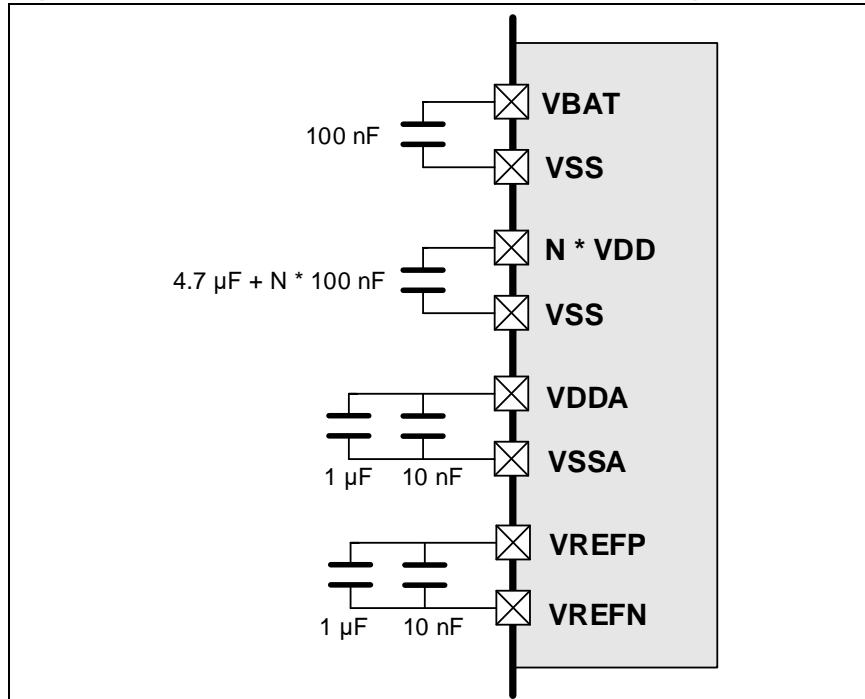 VBAT
100 nF
VSS
N * VDD
4.7 µF + N * 100 nF
VSS
VDDA
VSSA
1 µF 10 nF
VREFP
VREFN
1 µF 10 nF